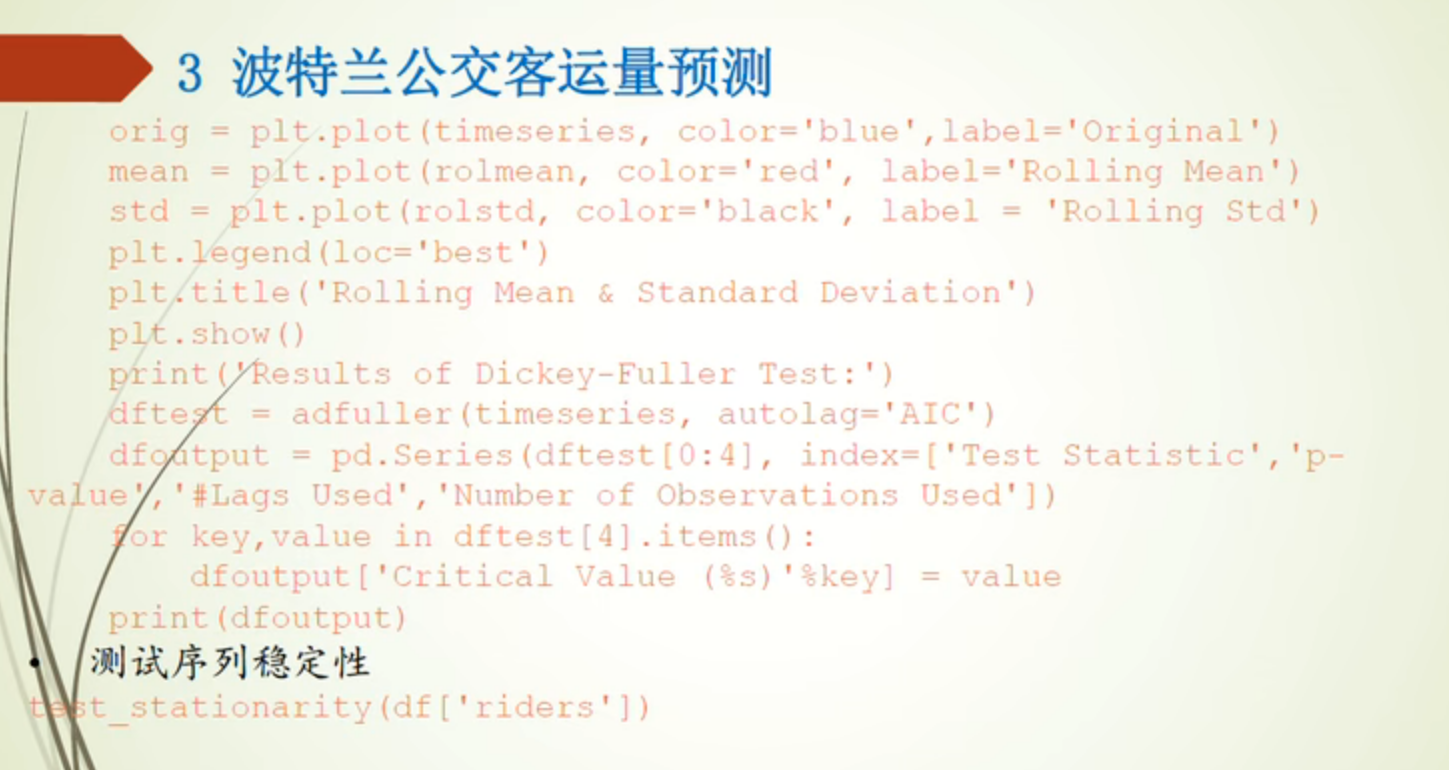 3 波特兰公交客运量预测
orig = plt.plot(timeseries, color='blue',label='Original')
mean = plt.plot(rolmean, color='red', label='Rolling Mean')
std = plt.plot(rolstd, color='black', label = 'Rolling Std')
plt.legend(loc='best')
plt.title('Rolling Mean & Standard Deviation')
plt.show()
print('Results of Dickey-Fuller Test:')
dftest = adfuller(timeseries, autolag='AIC')
dfoutput = pd.Series(dftest[0:4], index=['Test Statistic','p-
value','#Lags Used','Number of Observations Used'])
for key,value in dftest[4].items():
dfoutput['Critical Value (%s)'%key] = value
print(dfoutput)
• 测试序列稳定性
test_stationarity(df['riders'])